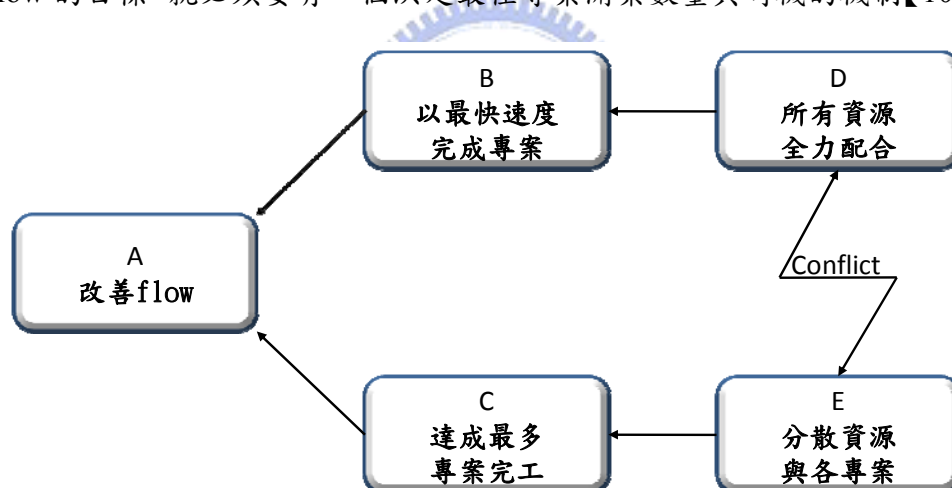 B
以最快速度
完成專案
D
所有資源
全力配合
A
改善flow
Conflict
C
達成最多
專案完工
E
分散資源
與各專案